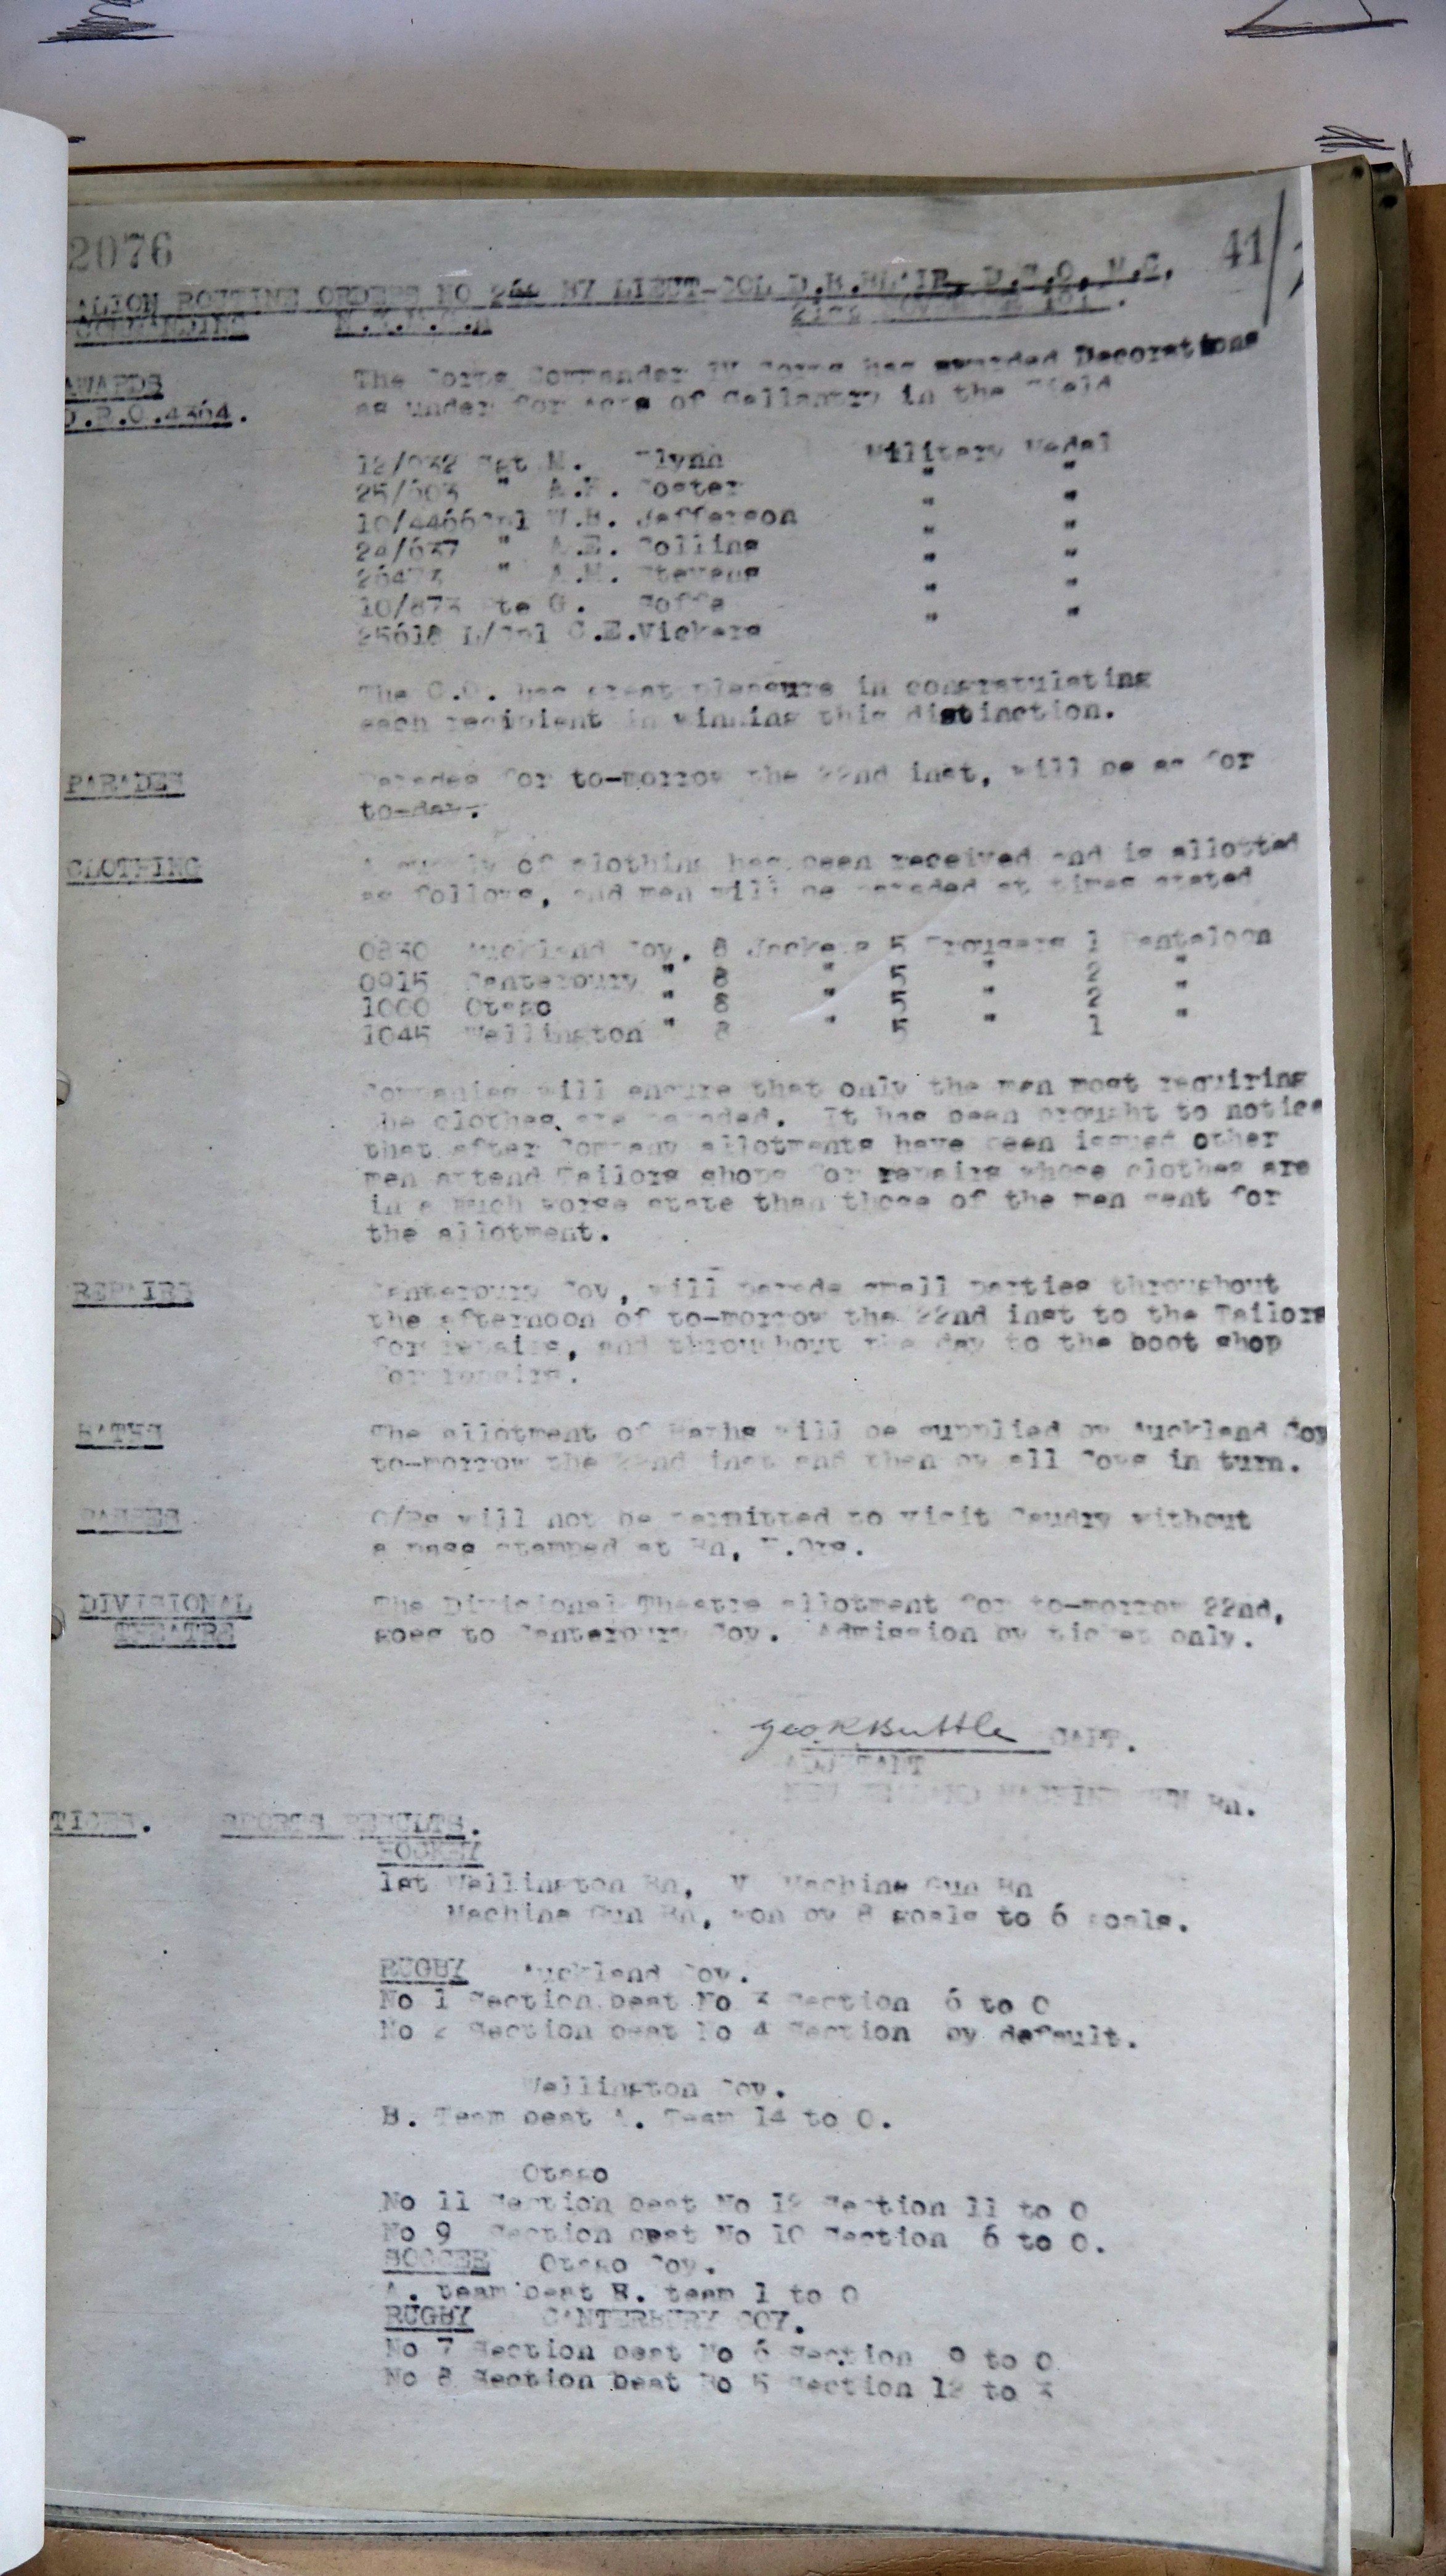 2076
41/
ALION ROUTINE ORDERS NO BY LIEUT-COL D.B.BLAIR, D.S.O. M.C.
COMMANDING N.Z.M.G.Bn
AWARDS The Corps Commander IV Corps has awarded Decorations
D.R.O.4364. as under for Acts of Gallantry in the Field
12/932 Sgt M. Flynn Military Medal
25/503 " A.F. Foster " "
10/4466 Cpl W.B. Jefferson " "
24/637 " A.E. Collins " "
" A.M. Stevens " "
10/873 Pte G. Goffe " "
25618 L/Cpl C.E.Vickers " "
The C.O. has great pleasure in congratulating
each recipient in winning this distinction.
PARADES Parades for to-morrow the 22nd inst, will be as for
to-day.
CLOTHING A supply of clothing has been received and is allotted
as follows, and men will be paraded at times stated
0830 Auckland Coy. 8 Jackets 5 Trousers 1 Pantaloon
0915 Canterbury " 8 " 5 " 2 "
1000 Otago " 8 " 5 " 2 "
1045 Wellington " 8 " 5 " 1 "
Companies will ensure that only the men most requiring
the clothes are paraded. It has been brought to notice
that after Company allotments have been issued other
men attend Tailors shops for repairs whose clothes are
in a much worse state than those of the men sent for
the allotment.
REPAIRS Canterbury Coy, will parade small parties throughout
the afternoon of to-morrow the 22nd inst to the Tailors
for repairs, and throughout the day to the boot shop
for repairs.
BATHS The allotment of Baths will be supplied by Auckland Coy
to-morrow the 22nd inst and then by all Coys in turn.
PASSES O/Rs will not be permitted to visit Caudry without
a pass stamped at Bn, H.Qrs.
DIVISIONAL The Divisional Theatre allotment for to-morrow 22nd,
THEATRE goes to Canterbury Coy. Admission by ticket only.
Geo R Buttle CAPT.
ADJUTANT
NEW ZEALAND MACHINE GUN Bn.
TICES. SPORTS RESULTS.
HOCKEY
1st Wellington Bn, V Machine Gun Bn
Machine Gun Bn, won by 8 goals to 6 goals.
RUGBY Auckland Coy.
No 1 Section beat No 3 Section 6 to 0
No 2 Section beat No 4 Section by default.
Wellington Coy.
B. Team beat A. Team 14 to 0.
Otago
No 11 Section beat No 12 Section 11 to 0
No 9 Section beat No 10 Section 6 to 0.
SOCCER Otago Coy.
A. team beat B. team 1 to 0
RUGBY CANTERBURY COY.
No 7 Section beat No 6 Section 9 to 0
No 8 Section beat No 5 Section 12 to 3